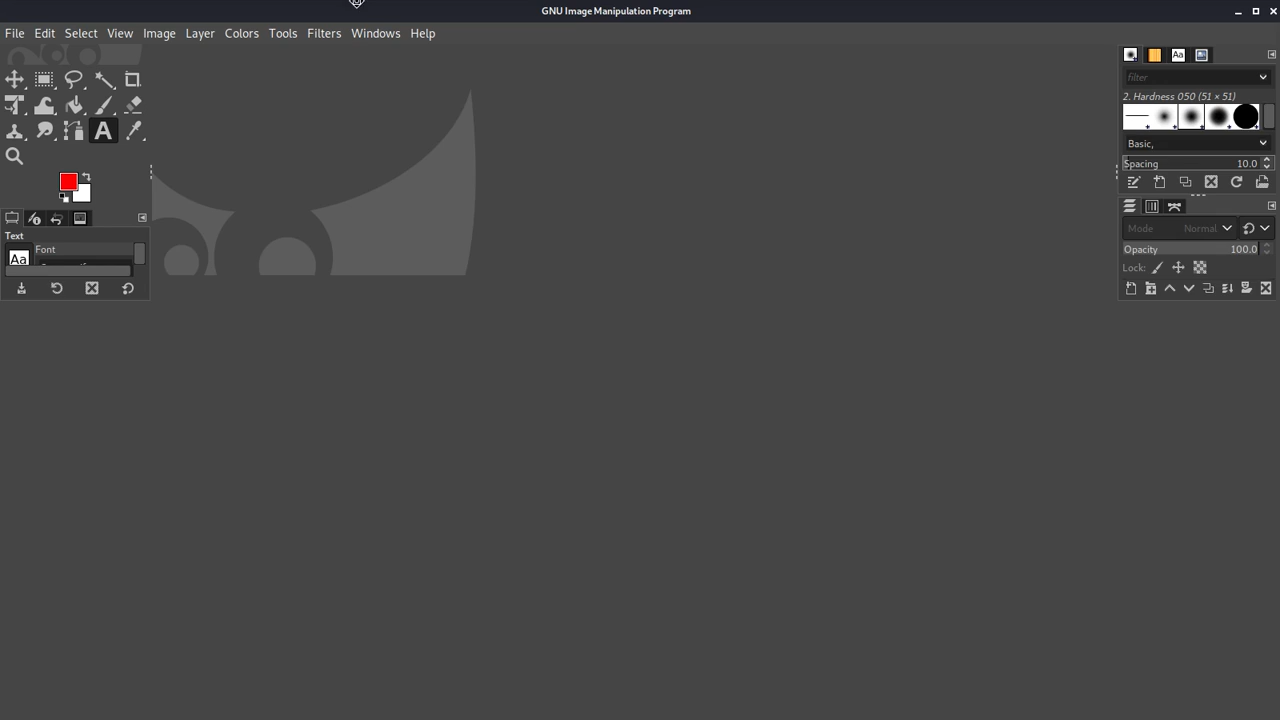 GNU Image Manipulation Program
File Edit Select View Image Layer Colors Tools Filters Windows Help
Aa
filter
2. Hardness 050 (51 × 51)
A
Basic,
Spacing 10.0
Text
Font
Aa
Mode Normal
Opacity 100.0
Lock: